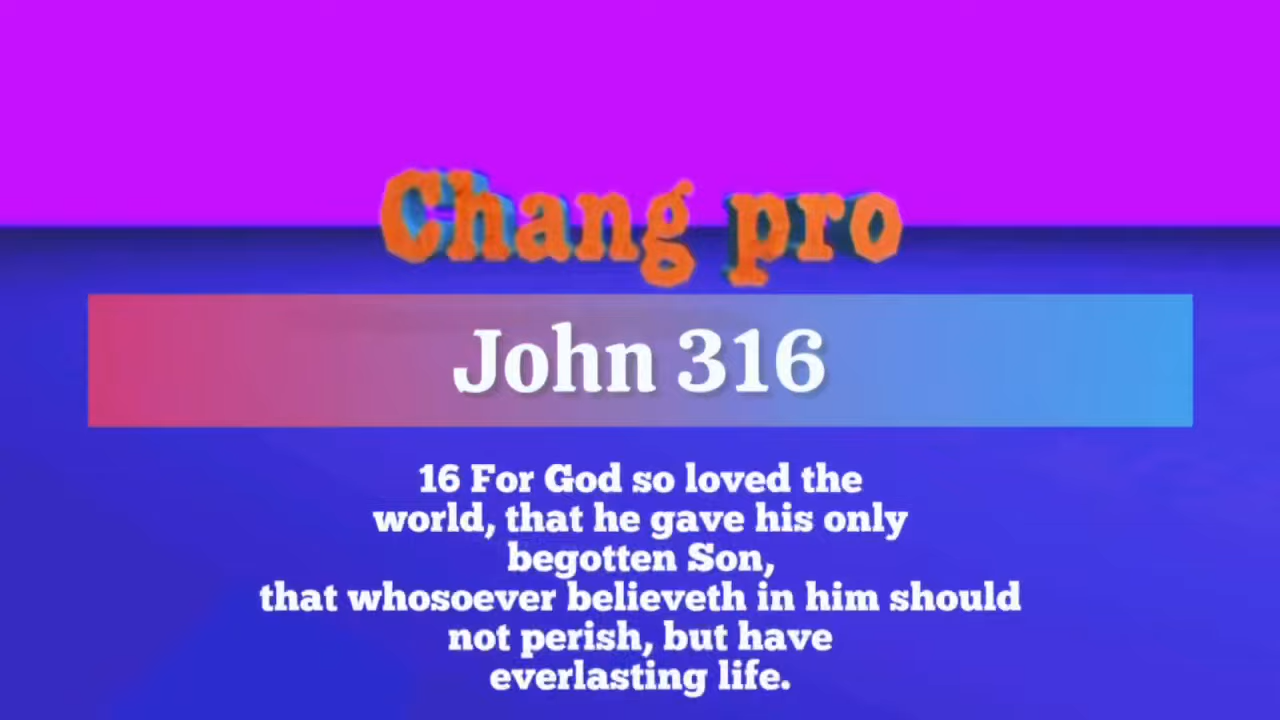 Chang pro
John 316
16 For God so loved the
world, that he gave his only
begotten Son,
that whosoever believeth in him should
not perish, but have
everlasting life.